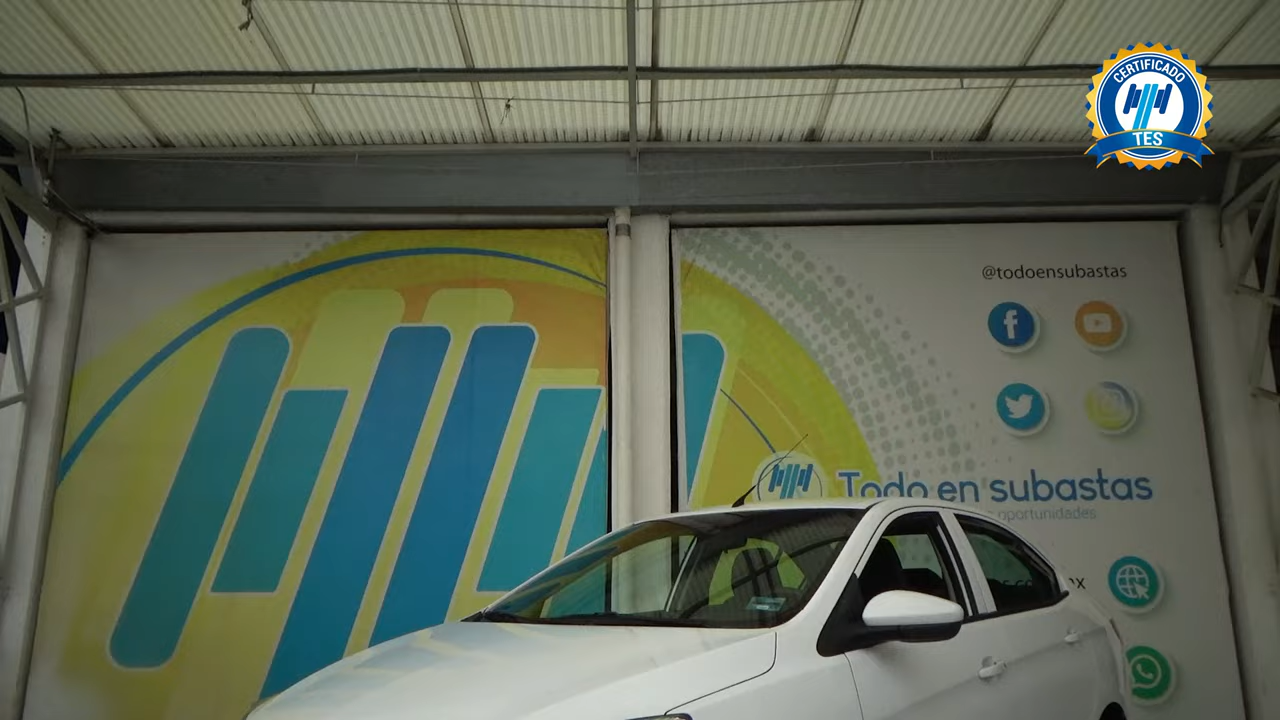 CERTIFICADO
TES
@todoensubastas
Todo en subastas
oportunidades